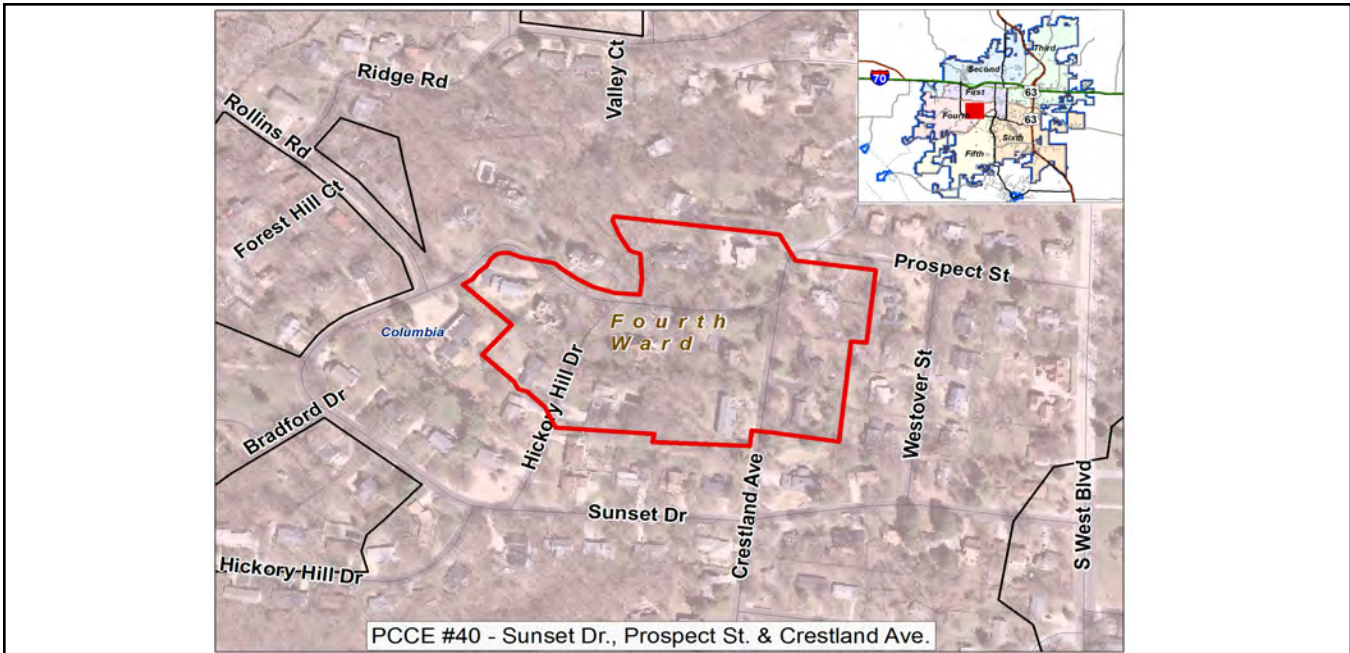 Ridge Rd
Valley Ct
Rollins Rd
Forest Hill Ct
Second
Third
70
First
63
Fourth
63
Sixth
Fifth
Prospect St
Columbia
Fourth
Ward
Hickory Hill Dr
Bradford Dr
Westover St
Crestland Ave
S West Blvd
Sunset Dr
Hickory Hill Dr
PCCE #40 - Sunset Dr., Prospect St. & Crestland Ave.